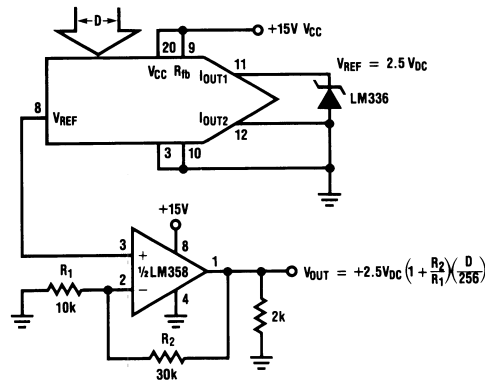 D
+15V VCC
20 9
VCC Rfb
11
IOUT1
VREF = 2.5 VDC
LM336
8
VREF
IOUT2
12
3 10
+15V
8
3
+
½LM358
1
VOUT = +2.5VDC (1 + R2/R1)(D/256)
R1
10k
2
−
4
2k
R2
30k